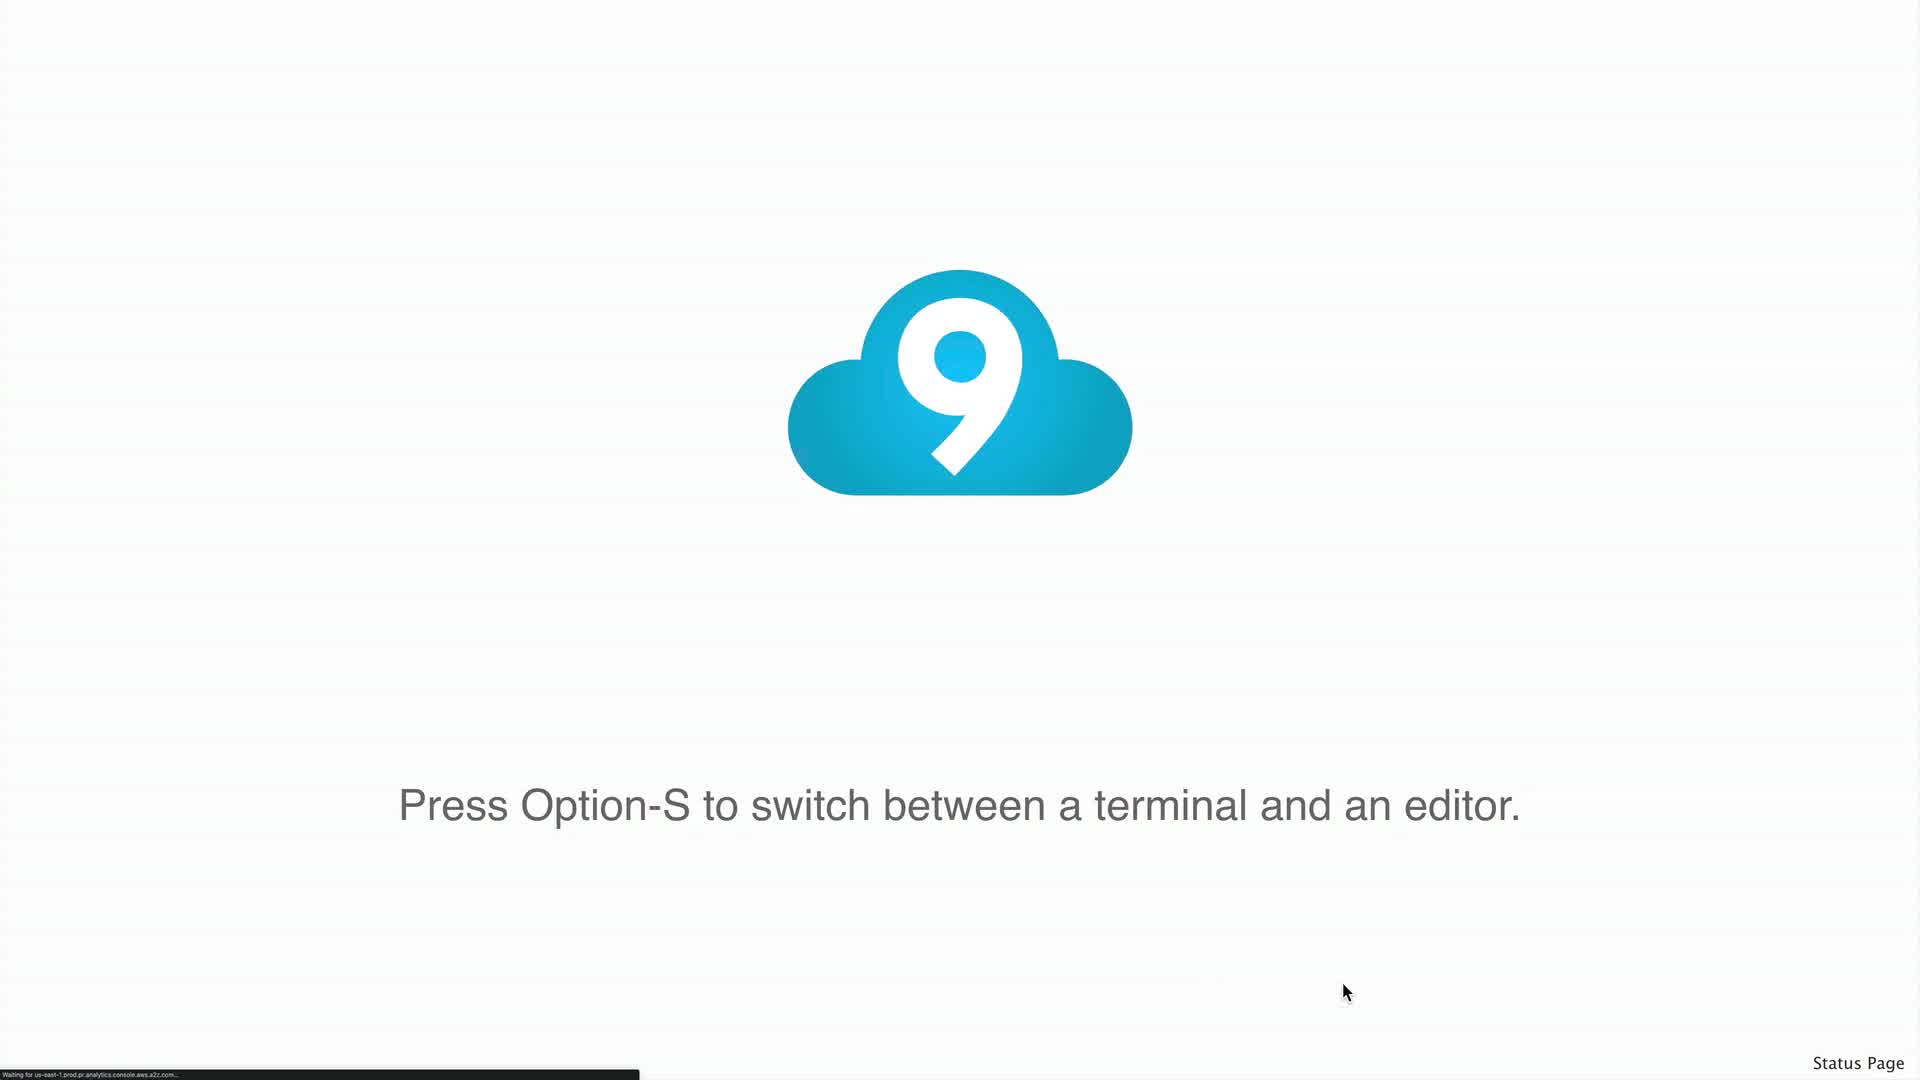 9
Press Option-S to switch between a terminal and an editor.
Status Page
Waiting for us-east-1.prod.pr.analytics.console.aws.a2z.com...